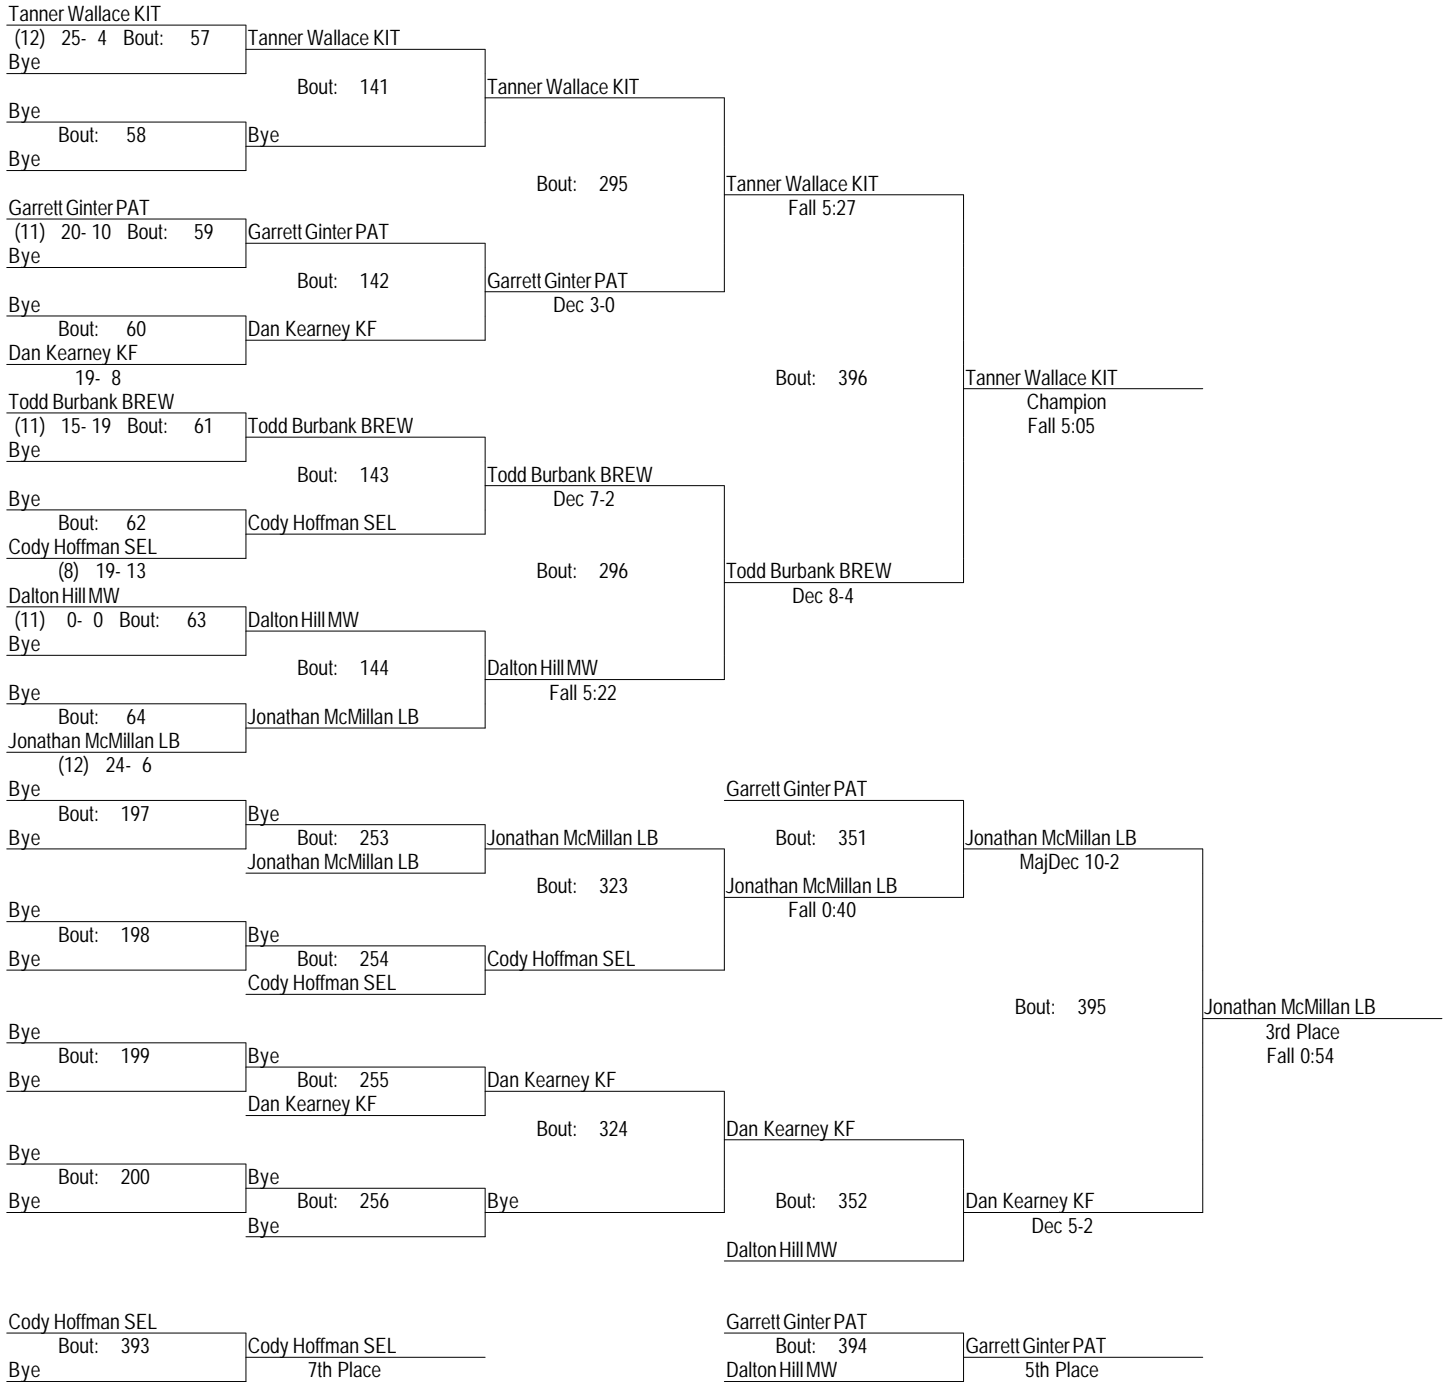 Tanner Wallace KIT
(12) 25- 4 Bout: 57 Tanner Wallace KIT
Bye
Bout: 141 Tanner Wallace KIT
Bye
Bout: 58 Bye
Bye
Bout: 295 Tanner Wallace KIT
Fall 5:27
Garrett Ginter PAT
(11) 20- 10 Bout: 59 Garrett Ginter PAT
Bye
Bout: 142 Garrett Ginter PAT
Bye Dec 3-0
Bout: 60 Dan Kearney KF
Dan Kearney KF
19- 8 Bout: 396 Tanner Wallace KIT
Todd Burbank BREW Champion
(11) 15- 19 Bout: 61 Todd Burbank BREW Fall 5:05
Bye
Bout: 143 Todd Burbank BREW
Bye Dec 7-2
Bout: 62 Cody Hoffman SEL
Cody Hoffman SEL
(8) 19- 13 Bout: 296 Todd Burbank BREW
Dalton Hill MW Dec 8-4
(11) 0- 0 Bout: 63 Dalton Hill MW
Bye
Bout: 144 Dalton Hill MW
Bye Fall 5:22
Bout: 64 Jonathan McMillan LB
Jonathan McMillan LB
(12) 24- 6
Bye Garrett Ginter PAT
Bout: 197 Bye
Bye Bout: 253 Jonathan McMillan LB Bout: 351 Jonathan McMillan LB
Jonathan McMillan LB MajDec 10-2
Bout: 323 Jonathan McMillan LB
Bye Fall 0:40
Bout: 198 Bye
Bye Bout: 254 Cody Hoffman SEL
Cody Hoffman SEL
Bout: 395 Jonathan McMillan LB
Bye 3rd Place
Bout: 199 Bye Fall 0:54
Bye Bout: 255 Dan Kearney KF
Dan Kearney KF
Bout: 324 Dan Kearney KF
Bye
Bout: 200 Bye
Bye Bout: 256 Bye Bout: 352 Dan Kearney KF
Bye Dec 5-2
Dalton Hill MW
Cody Hoffman SEL Garrett Ginter PAT
Bout: 393 Cody Hoffman SEL Bout: 394 Garrett Ginter PAT
Bye 7th Place Dalton Hill MW 5th Place